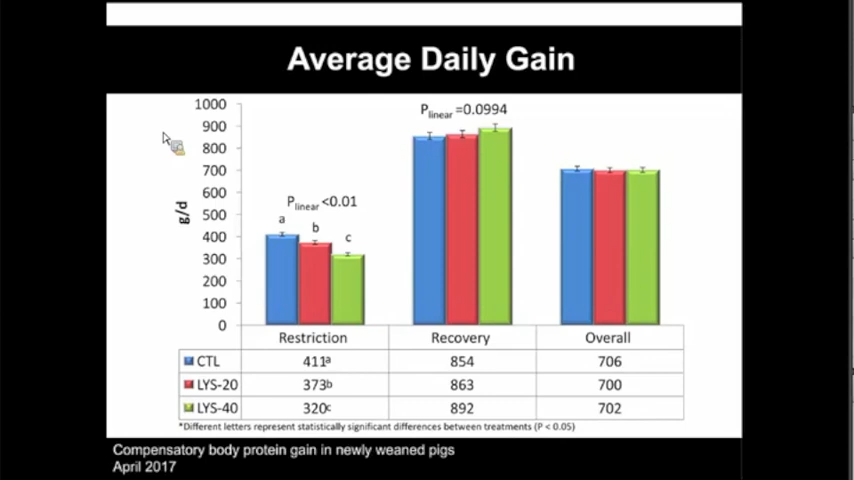 Average Daily Gain
1000
900
800
700
600
500
400
300
200
100
0
g/d
P linear <0.01
a
b
c
P linear =0.0994
Restriction Recovery Overall
CTL 411a 854 706
LYS-20 373b 863 700
LYS-40 320c 892 702
*Different letters represent statistically significant differences between treatments (P < 0.05)
Compensatory body protein gain in newly weaned pigs
April 2017